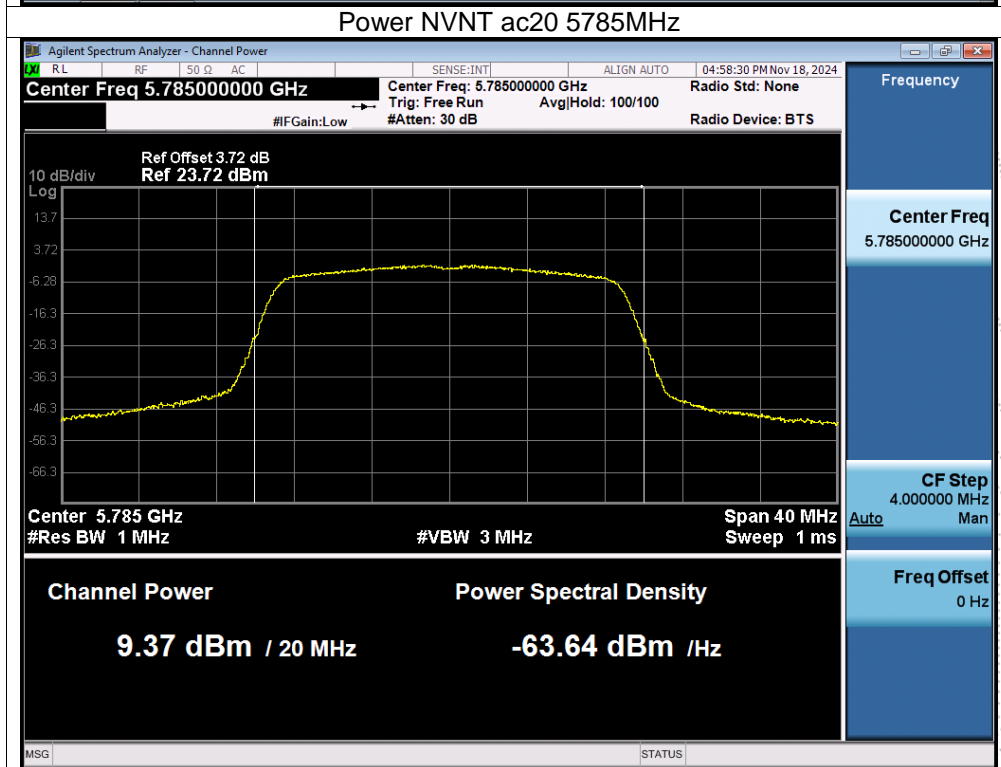 Power NVNT ac20 5785MHz
Agilent Spectrum Analyzer - Channel Power
LXI RL RF 50 Ω AC SENSE:INT ALIGN AUTO 04:58:30 PM Nov 18, 2024
Center Freq 5.785000000 GHz
Center Freq: 5.785000000 GHz
Radio Std: None
Trig: Free Run Avg|Hold: 100/100
#IFGain:Low #Atten: 30 dB Radio Device: BTS
Frequency
Ref Offset 3.72 dB
10 dB/div Ref 23.72 dBm
Log
13.7
3.72
-6.28
-16.3
-26.3
-36.3
-46.3
-56.3
-66.3
Center 5.785 GHz Span 40 MHz
#Res BW 1 MHz #VBW 3 MHz Sweep 1 ms
Channel Power Power Spectral Density
9.37 dBm / 20 MHz -63.64 dBm /Hz
Center Freq
5.785000000 GHz
CF Step
4.000000 MHz
Auto Man
Freq Offset
0 Hz
MSG STATUS